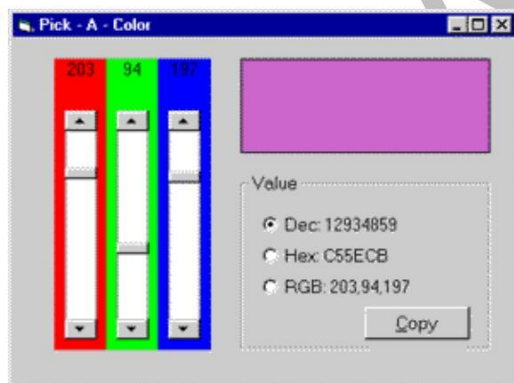 Pick - A - Color
203 94 197
Value
Dec: 12934859
Hex: C55ECB
RGB: 203,94,197
Copy